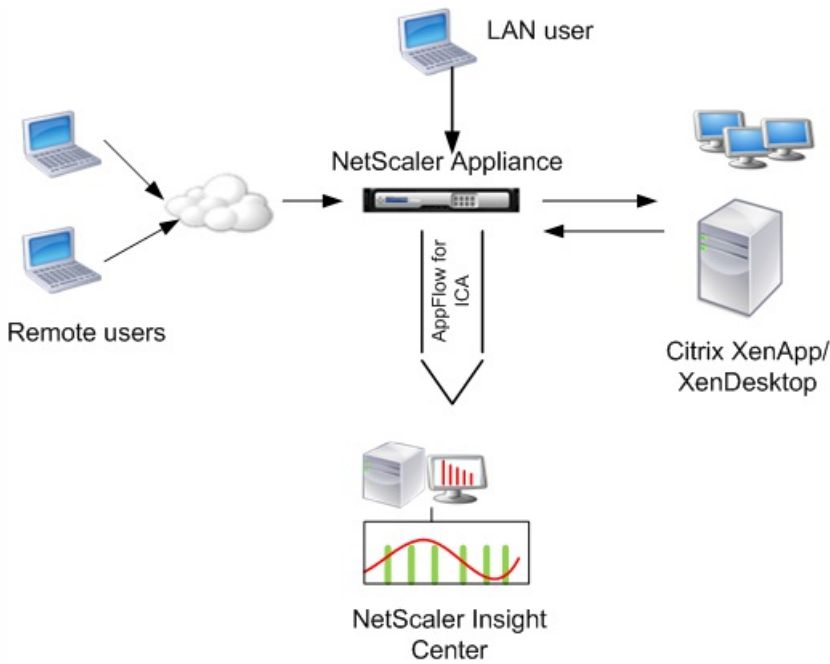 LAN user
NetScaler Appliance
Remote users
AppFlow for
ICA
Citrix XenApp/
XenDesktop
NetScaler Insight
Center